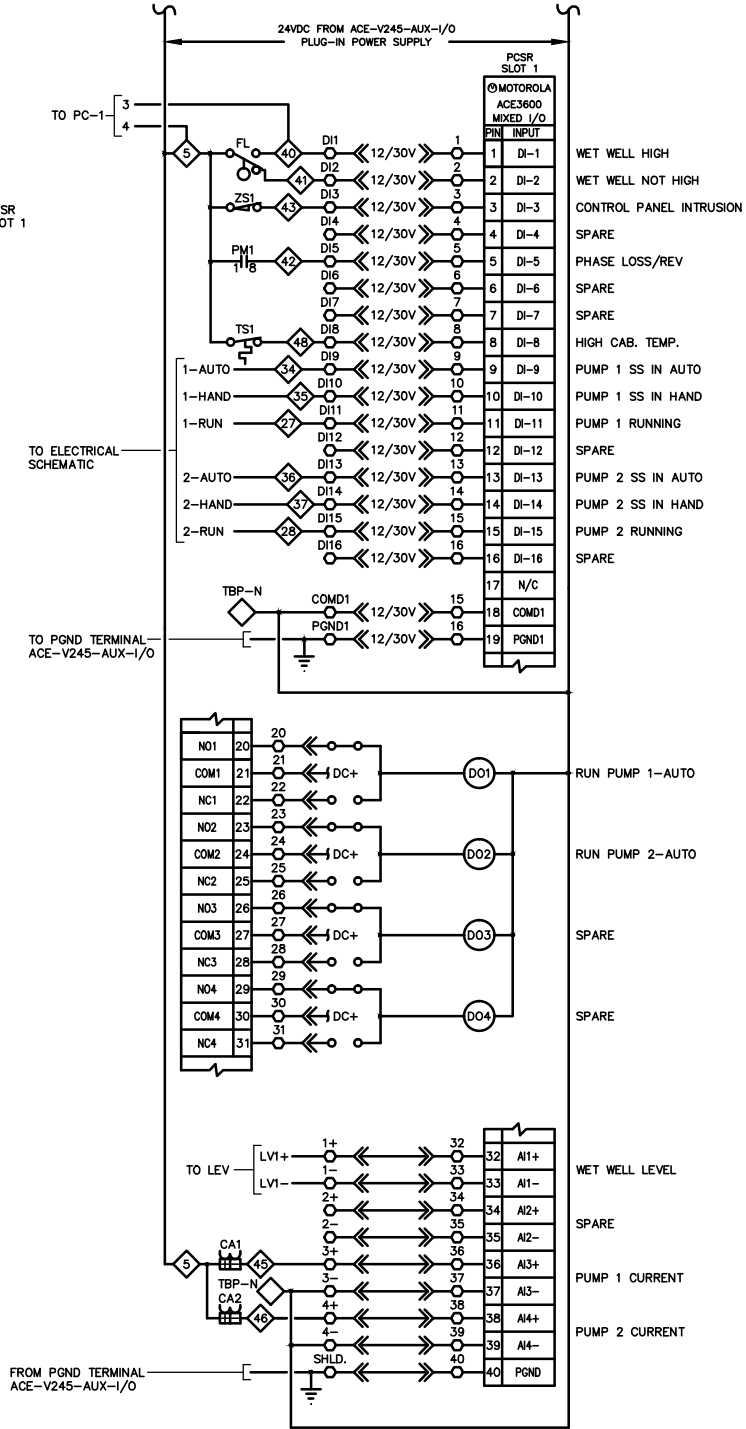 24VDC FROM ACE-V245-AUX-I/O
PLUG-IN POWER SUPPLY
PCSR
SLOT 1
MOTOROLA
ACE3600
MIXED I/O
PIN INPUT
TO PC-1
3
4
SR
OT 1
5 FL 40 DI1 12/30V 1 1 DI-1 WET WELL HIGH
41 DI2 12/30V 2 2 DI-2 WET WELL NOT HIGH
ZS1 43 DI3 12/30V 3 3 DI-3 CONTROL PANEL INTRUSION
DI4 12/30V 4 4 DI-4 SPARE
PM1 1 8 42 DI5 12/30V 5 5 DI-5 PHASE LOSS/REV
DI6 12/30V 6 6 DI-6 SPARE
DI7 12/30V 7 7 DI-7 SPARE
TS1 48 DI8 12/30V 8 8 DI-8 HIGH CAB. TEMP.
1-AUTO 34 DI9 12/30V 9 9 DI-9 PUMP 1 SS IN AUTO
1-HAND 35 DI10 12/30V 10 10 DI-10 PUMP 1 SS IN HAND
1-RUN 27 DI11 12/30V 11 11 DI-11 PUMP 1 RUNNING
TO ELECTRICAL
SCHEMATIC
DI12 12/30V 12 12 DI-12 SPARE
2-AUTO 36 DI13 12/30V 13 13 DI-13 PUMP 2 SS IN AUTO
2-HAND 37 DI14 12/30V 14 14 DI-14 PUMP 2 SS IN HAND
2-RUN 28 DI15 12/30V 15 15 DI-15 PUMP 2 RUNNING
DI16 12/30V 16 16 DI-16 SPARE
17 N/C
TBP-N COMD1 12/30V 15 18 COMD1
PGND1 12/30V 16 19 PGND1
TO PGND TERMINAL
ACE-V245-AUX-I/O
NO1 20 20
COM1 21 21 DC+ DO1 RUN PUMP 1-AUTO
NC1 22 22
NO2 23 23
COM2 24 24 DC+ DO2 RUN PUMP 2-AUTO
NC2 25 25
NO3 26 26
COM3 27 27 DC+ DO3 SPARE
NC3 28 28
NO4 29 29
COM4 30 30 DC+ DO4 SPARE
NC4 31 31
TO LEV
LV1+ 1+ 32 32 AI1+
WET WELL LEVEL
LV1- 1- 33 33 AI1-
2+ 34 34 AI2+
SPARE
2- 35 35 AI2-
5 CA1 45 3+ 36 36 AI3+
PUMP 1 CURRENT
TBP-N 3- 37 37 AI3-
CA2 46 4+ 38 38 AI4+
PUMP 2 CURRENT
4- 39 39 AI4-
SHLD. 40 40 PGND
FROM PGND TERMINAL
ACE-V245-AUX-I/O